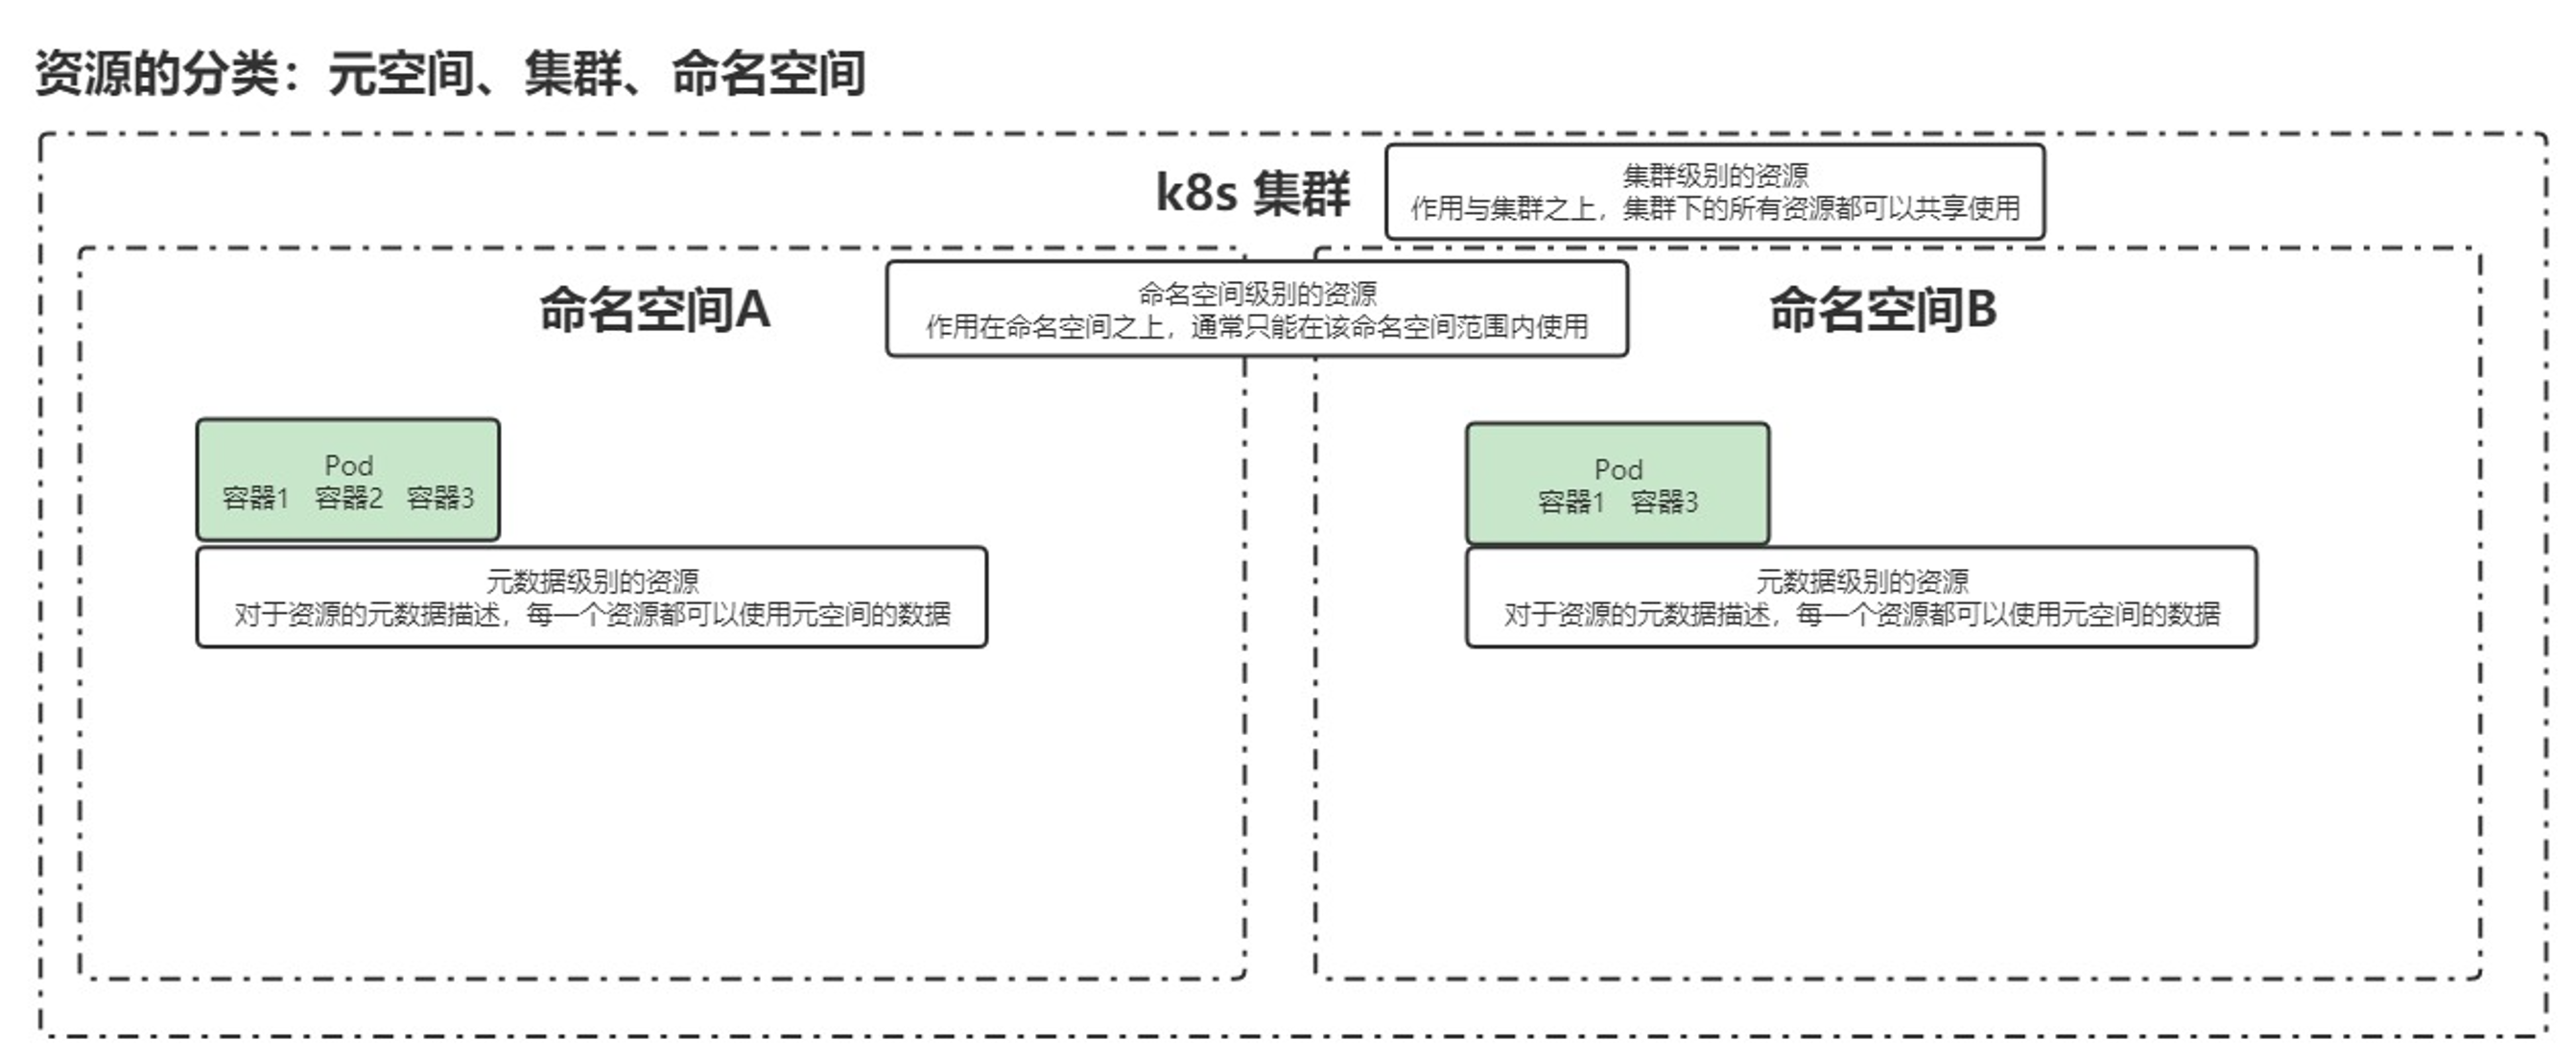 资源的分类：元空间、集群、命名空间
k8s 集群
集群级别的资源
作用与集群之上，集群下的所有资源都可以共享使用
命名空间A
命名空间级别的资源
作用在命名空间之上，通常只能在该命名空间范围内使用
命名空间B
Pod
容器1 容器2 容器3
元数据级别的资源
对于资源的元数据描述，每一个资源都可以使用元空间的数据
Pod
容器1 容器3
元数据级别的资源
对于资源的元数据描述，每一个资源都可以使用元空间的数据